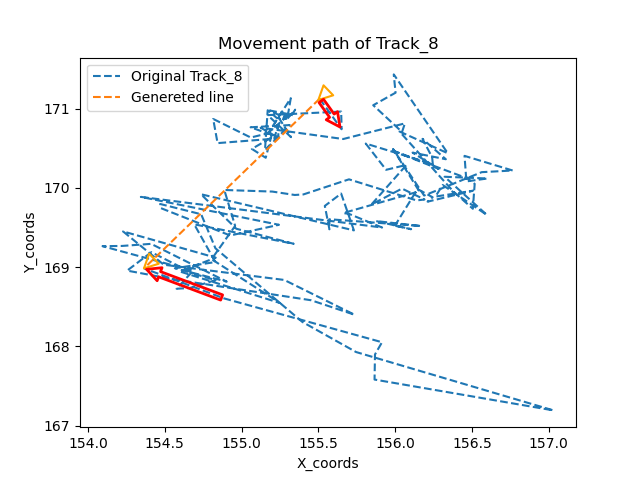 Movement path of Track_8
Original Track_8
Genereted line
Y_coords
171
170
169
168
167
154.0 154.5 155.0 155.5 156.0 156.5 157.0
X_coords